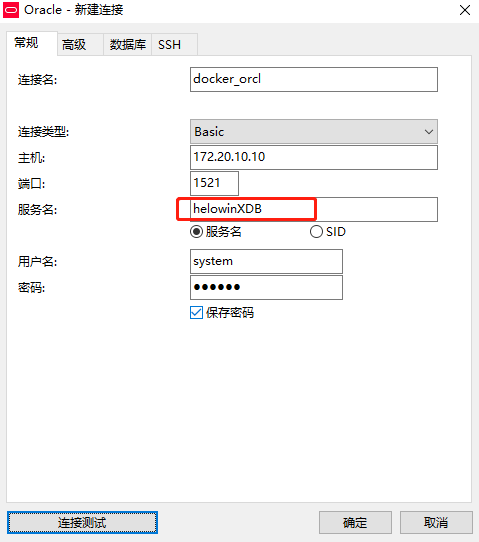 Oracle - 新建连接
常规 高级 数据库 SSH
连接名: docker_orcl
连接类型: Basic
主机: 172.20.10.10
端口: 1521
服务名: helowinXDB
服务名 SID
用户名: system
密码: ●●●●●●
保存密码
连接测试 确定 取消